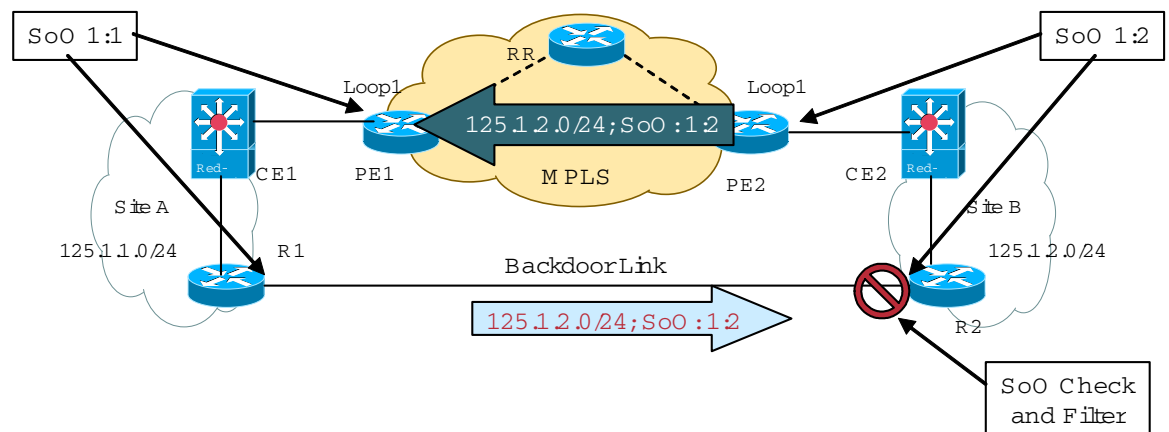 SoO 1:1
SoO 1:2
RR
Loop1
Loop1
125.1.2.0/24; SoO:1:2
Red-
CE1
PE1
MPLS
PE2
CE2
Red-
Site A
Site B
125.1.1.0/24
R1
125.1.2.0/24
Backdoor Link
125.1.2.0/24; SoO:1:2
R2
SoO Check
and Filter